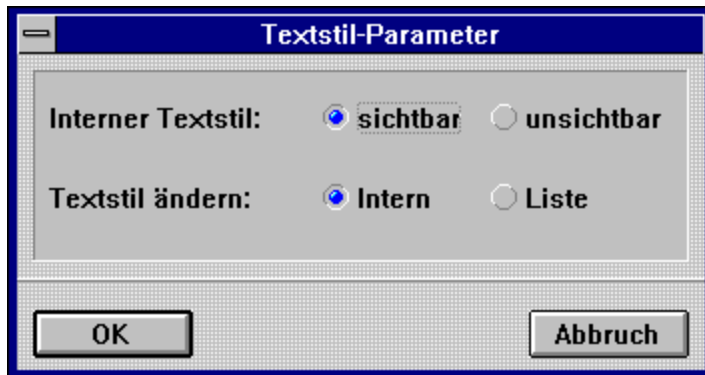 Textstil-Parameter
Interner Textstil: sichtbar unsichtbar
Textstil ändern: Intern Liste
OK Abbruch